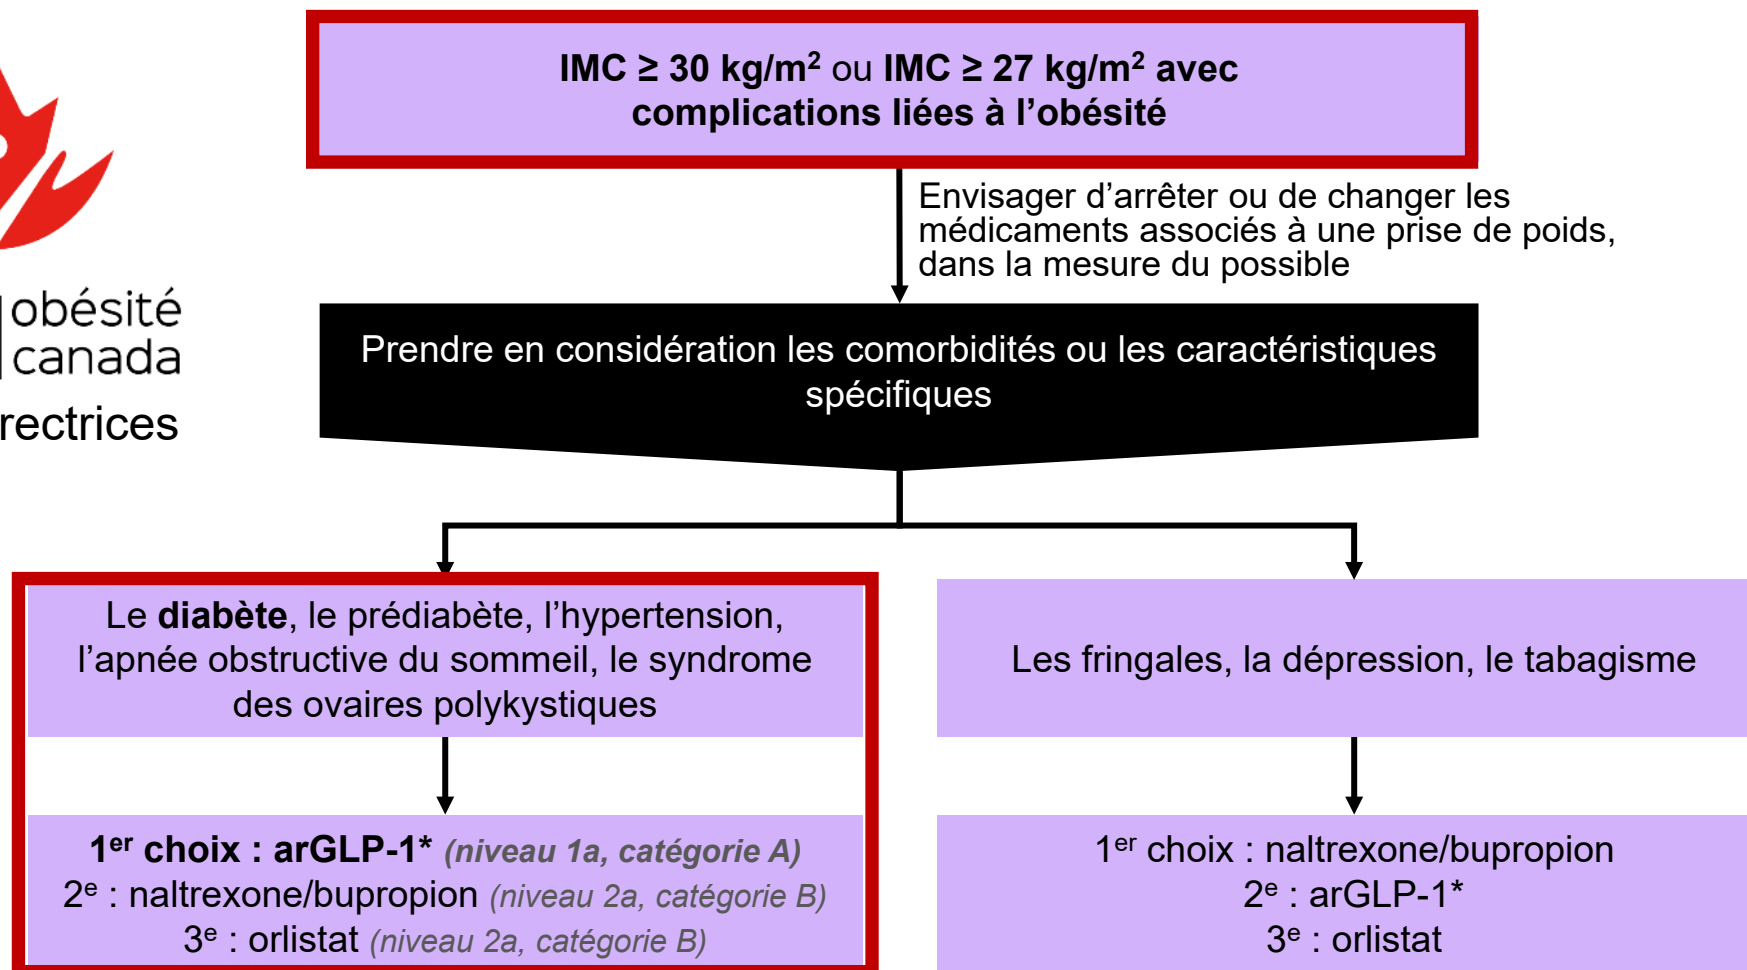 IMC ≥ 30 kg/m² ou IMC ≥ 27 kg/m² avec
complications liées à l’obésité
Envisager d’arrêter ou de changer les
médicaments associés à une prise de poids,
dans la mesure du possible
obésité
canada
rectrices
Prendre en considération les comorbidités ou les caractéristiques
spécifiques
Le diabète, le prédiabète, l’hypertension,
l’apnée obstructive du sommeil, le syndrome
des ovaires polykystiques
Les fringales, la dépression, le tabagisme
1er choix : arGLP-1* (niveau 1a, catégorie A)
2e : naltrexone/bupropion (niveau 2a, catégorie B)
3e : orlistat (niveau 2a, catégorie B)
1er choix : naltrexone/bupropion
2e : arGLP-1*
3e : orlistat